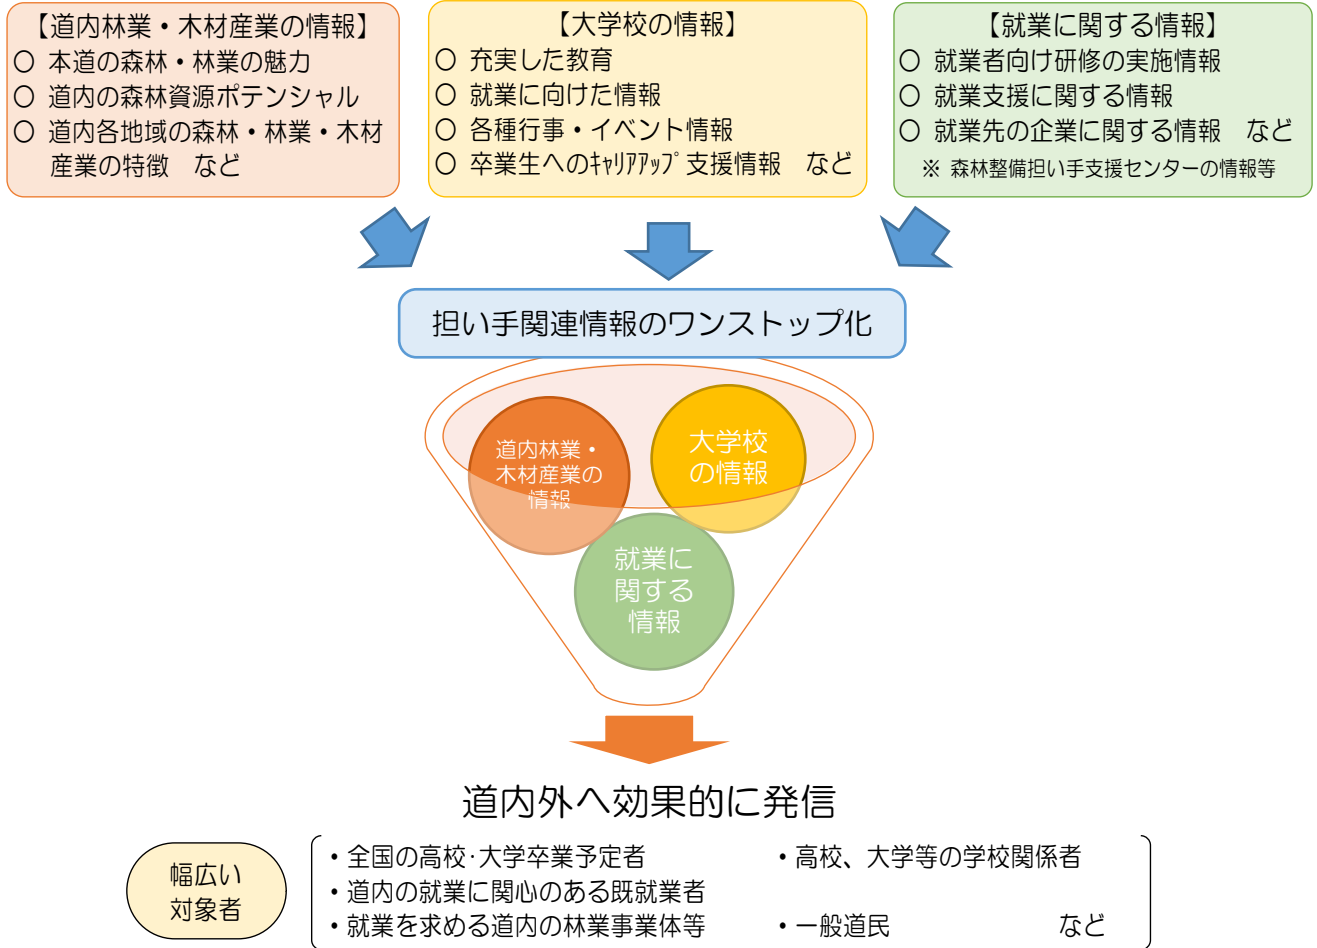 【道内林業・木材産業の情報】
〇 本道の森林・林業の魅力
〇 道内の森林資源ポテンシャル
〇 道内各地域の森林・林業・木材
産業の特徴　など
【大学校の情報】
〇 充実した教育
〇 就業に向けた情報
〇 各種行事・イベント情報
〇 卒業生へのｷｬﾘｱｱｯﾌﾟ支援情報　など
【就業に関する情報】
〇 就業者向け研修の実施情報
〇 就業支援に関する情報
〇 就業先の企業に関する情報　など
※ 森林整備担い手支援センターの情報等
担い手関連情報のワンストップ化
道内林業・
木材産業の
情報
大学校
の情報
就業に
関する
情報
道内外へ効果的に発信
幅広い
対象者
・全国の高校･大学卒業予定者
・道内の就業に関心のある既就業者
・就業を求める道内の林業事業体等
・高校、大学等の学校関係者
・一般道民　など